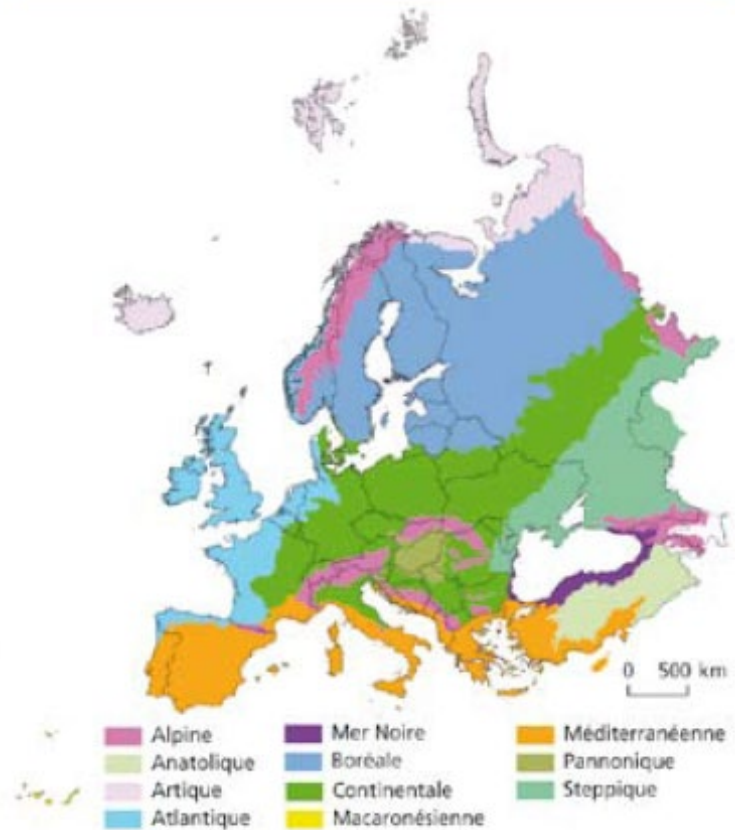 0 500 km
Alpine Mer Noire Méditerranéenne
Anatolique Boréale Pannonique
Artique Continentale Steppique
Atlantique Macaronésienne